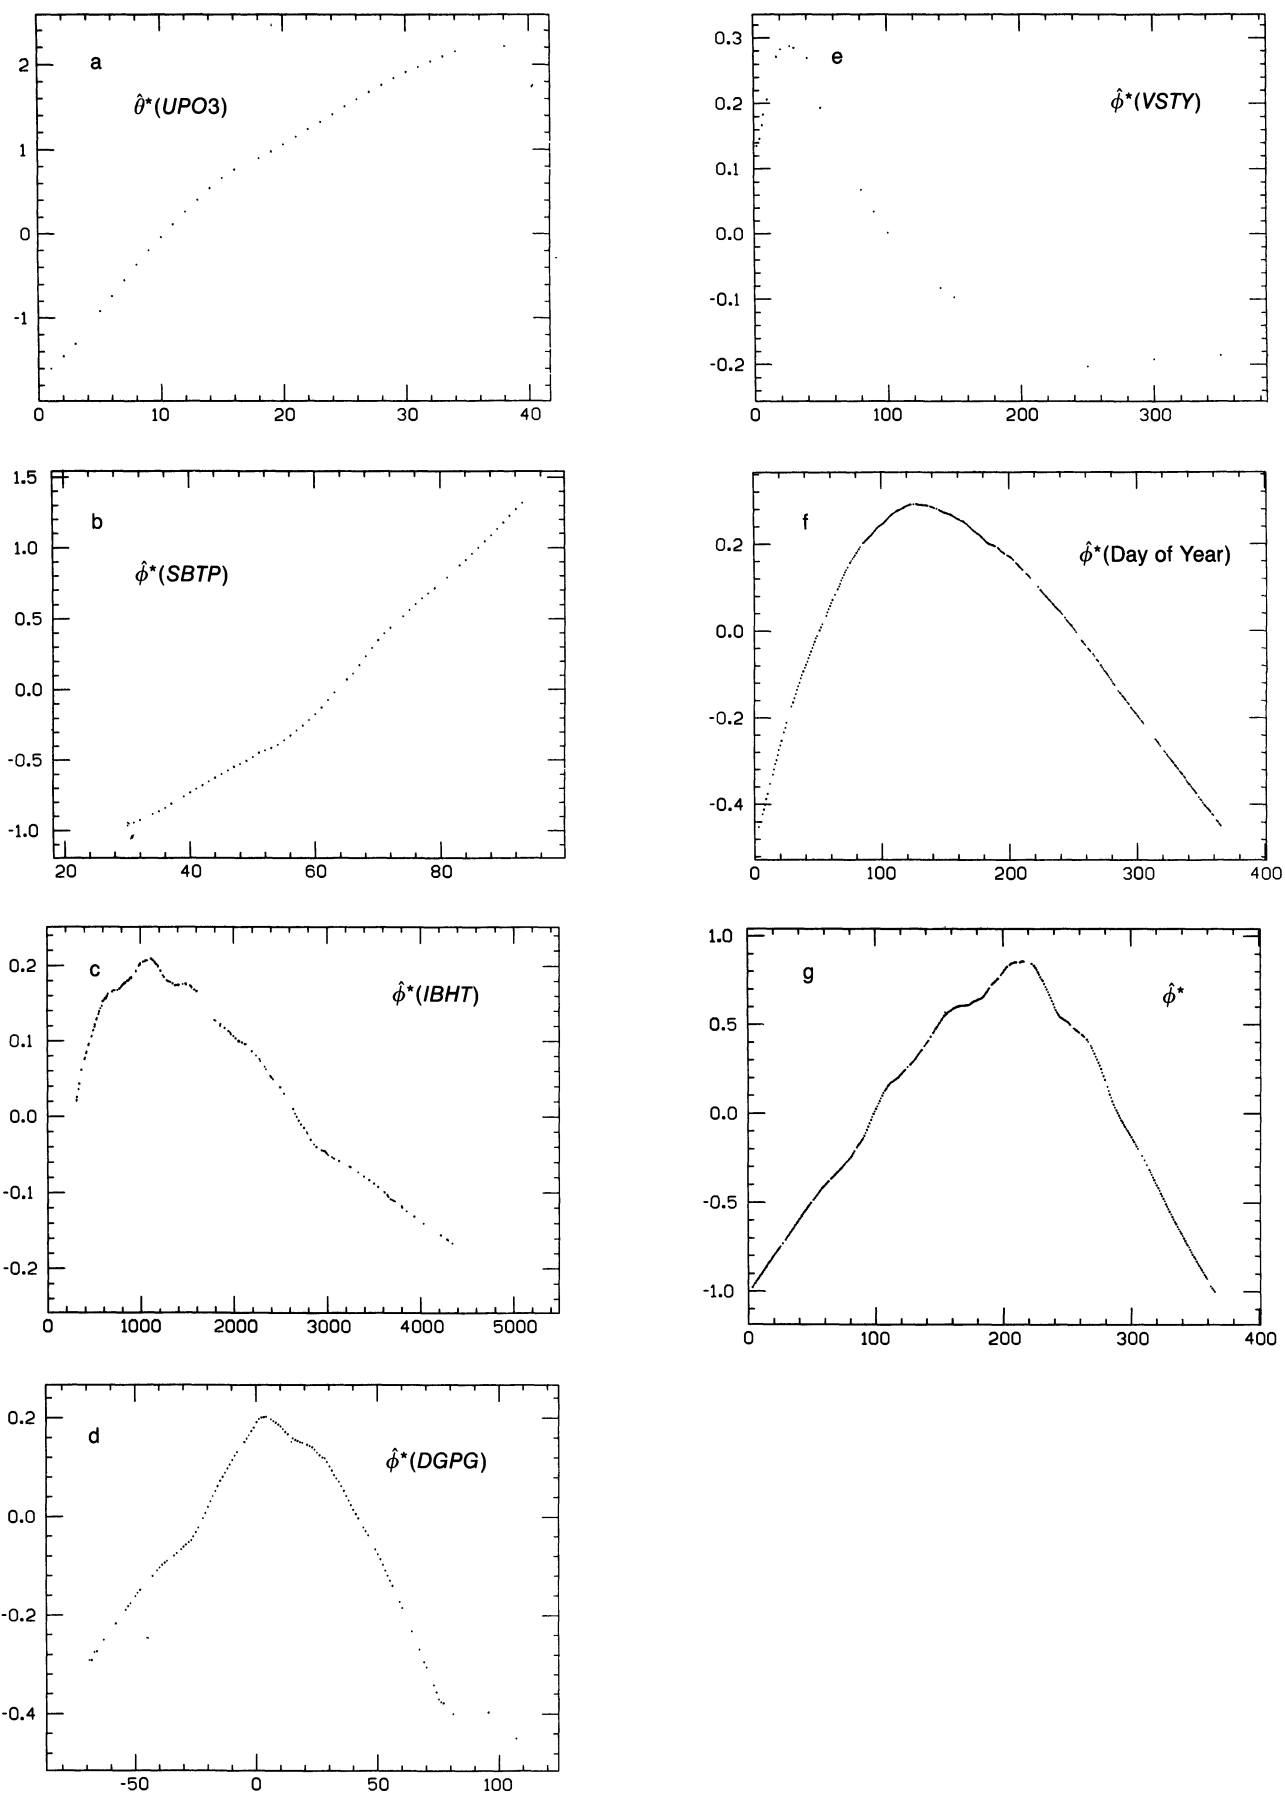 a
θ̂*(UPO3)
2
1
0
-1
0 10 20 30 40
b
φ̂*(SBTP)
1.5
1.0
0.5
0.0
-0.5
-1.0
20 40 60 80
c
φ̂*(IBHT)
0.2
0.1
0.0
-0.1
-0.2
0 1000 2000 3000 4000 5000
d
φ̂*(DGPG)
0.2
0.0
-0.2
-0.4
-50 0 50 100
e
φ̂*(VSTY)
0.3
0.2
0.1
0.0
-0.1
-0.2
0 100 200 300
f
φ̂*(Day of Year)
0.2
0.0
-0.2
-0.4
0 100 200 300 400
g
φ̂*
1.0
0.5
0.0
-0.5
-1.0
0 100 200 300 400